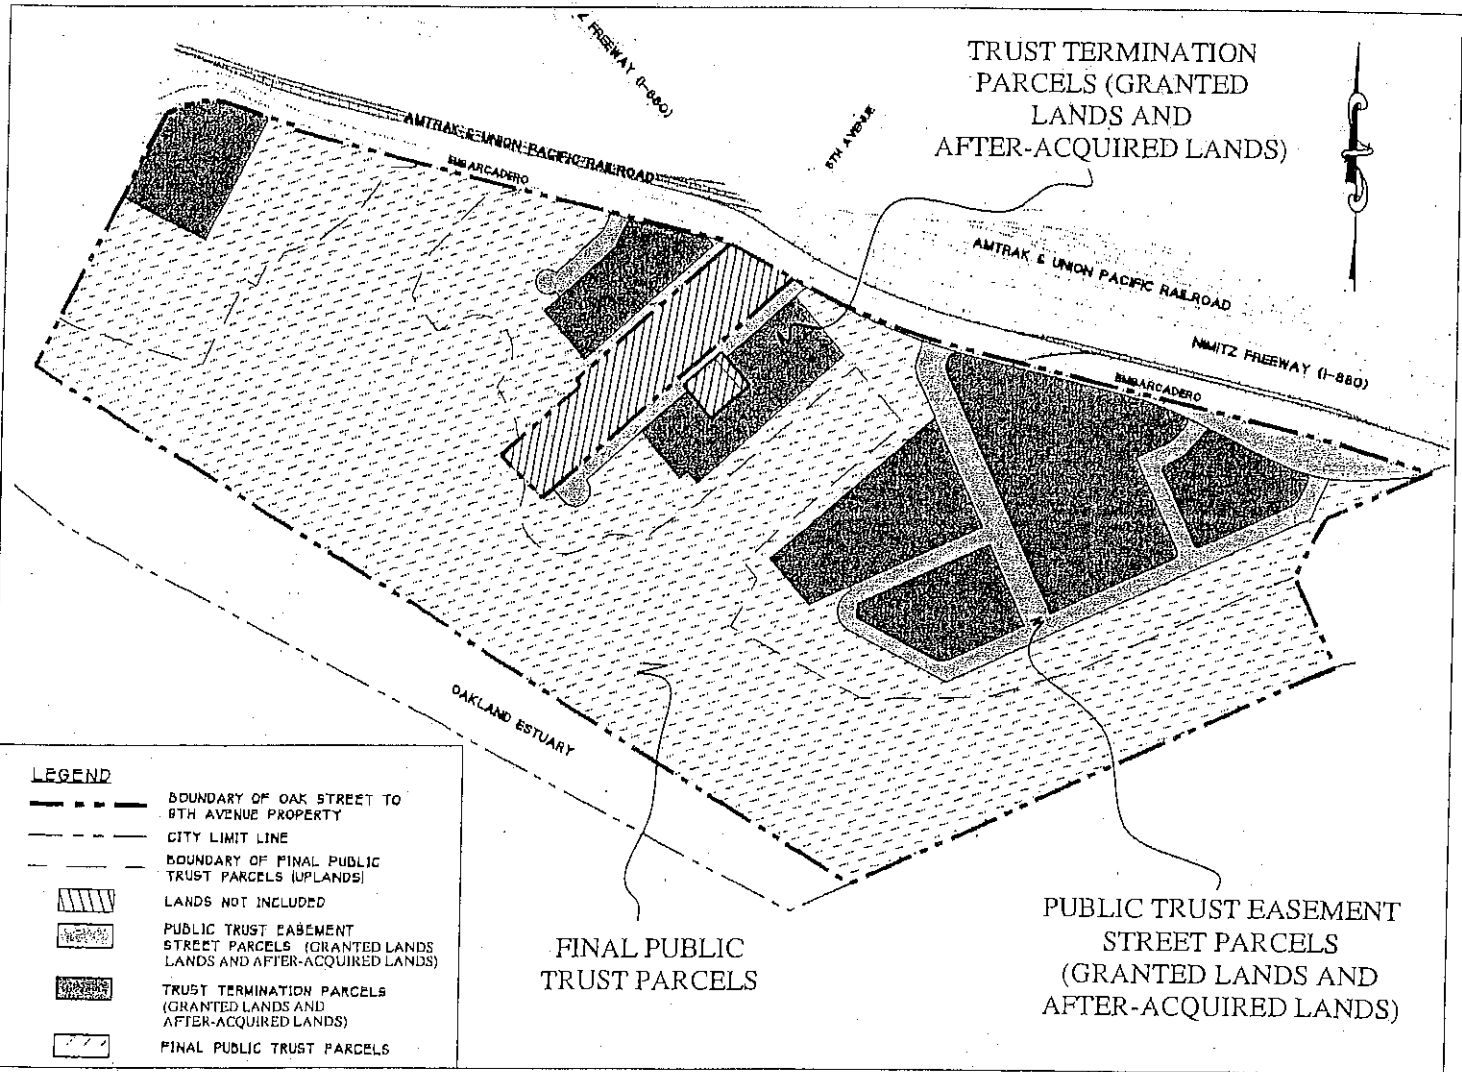 Z FREEWAY (I-880)
TRUST TERMINATION
PARCELS (GRANTED
LANDS AND
AFTER-ACQUIRED LANDS)
8TH AVENUE
AMTRAK & UNION PACIFIC RAILROAD
EMBARCADERO
AMTRAK & UNION PACIFIC RAILROAD
NIMITZ FREEWAY (I-880)
EMBARCADERO
OAKLAND ESTUARY
LEGEND
BOUNDARY OF OAK STREET TO
9TH AVENUE PROPERTY
CITY LIMIT LINE
BOUNDARY OF FINAL PUBLIC
TRUST PARCELS (UPLANDS)
LANDS NOT INCLUDED
PUBLIC TRUST EASEMENT
STREET PARCELS (GRANTED LANDS
LANDS AND AFTER-ACQUIRED LANDS)
TRUST TERMINATION PARCELS
(GRANTED LANDS AND
AFTER-ACQUIRED LANDS)
FINAL PUBLIC TRUST PARCELS
FINAL PUBLIC
TRUST PARCELS
PUBLIC TRUST EASEMENT
STREET PARCELS
(GRANTED LANDS AND
AFTER-ACQUIRED LANDS)